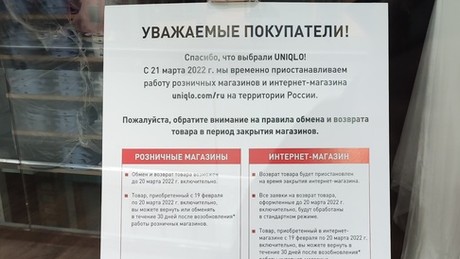 УВАЖАЕМЫЕ ПОКУПАТЕЛИ!
Спасибо, что выбрали UNIQLO!
С 21 марта 2022 г. мы временно приостанавливаем
работу розничных магазинов и интернет-магазина
uniqlo.com/ru на территории России.
Пожалуйста, обратите внимание на правила обмена и возврата
товара в период закрытия магазинов.
РОЗНИЧНЫЕ МАГАЗИНЫ
Обмен и возврат товара возможен
до 20 марта 2022 г. включительно.
Товар, приобретенный с 19 февраля
по 20 марта 2022 г. включительно,
вы можете вернуть или обменять
в течение 30 дней после возобновления*
работы розничных магазинов.
ИНТЕРНЕТ-МАГАЗИН
Возврат товара будет приостановлен
на время закрытия интернет-магазина.
Все заявки на возврат товара,
оформленные до 20 марта 2022 г.
включительно, будут обработаны
в стандартном режиме.
Товар, приобретенный в интернет-
магазине с 19 февраля по 20 марта
2022 г. включительно, вы можете вернуть в
течение 30 дней после возобновления*